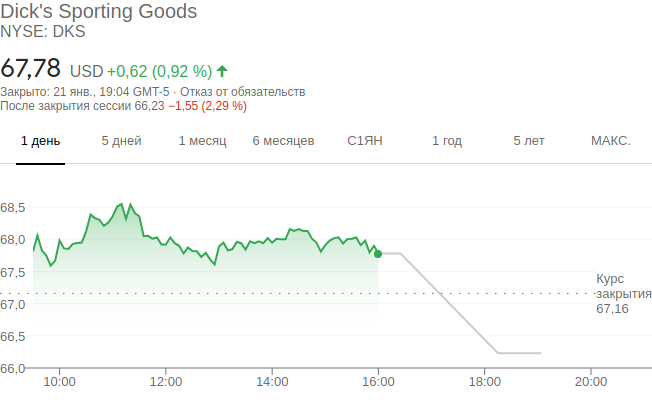 Dick's Sporting Goods
NYSE: DKS
67,78 USD +0,62 (0,92 %)
Закрыто: 21 янв., 19:04 GMT-5 · Отказ от обязательств
После закрытия сессии 66,23 −1,55 (2,29 %)
1 день 5 дней 1 месяц 6 месяцев С1ЯН 1 год 5 лет МАКС.
68,5
68,0
67,5
67,0
66,5
66,0
Курс
закрытия
67,16
10:00 12:00 14:00 16:00 18:00 20:00